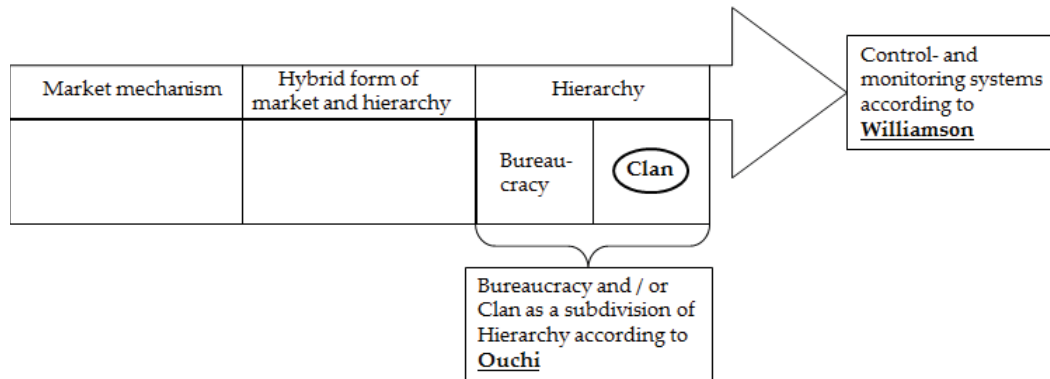 Market mechanism
Hybrid form of
market and hierarchy
Hierarchy
Control- and
monitoring systems
according to
Williamson
Bureau-
cracy
Clan
Bureaucracy and / or
Clan as a subdivision of
Hierarchy according to
Ouchi